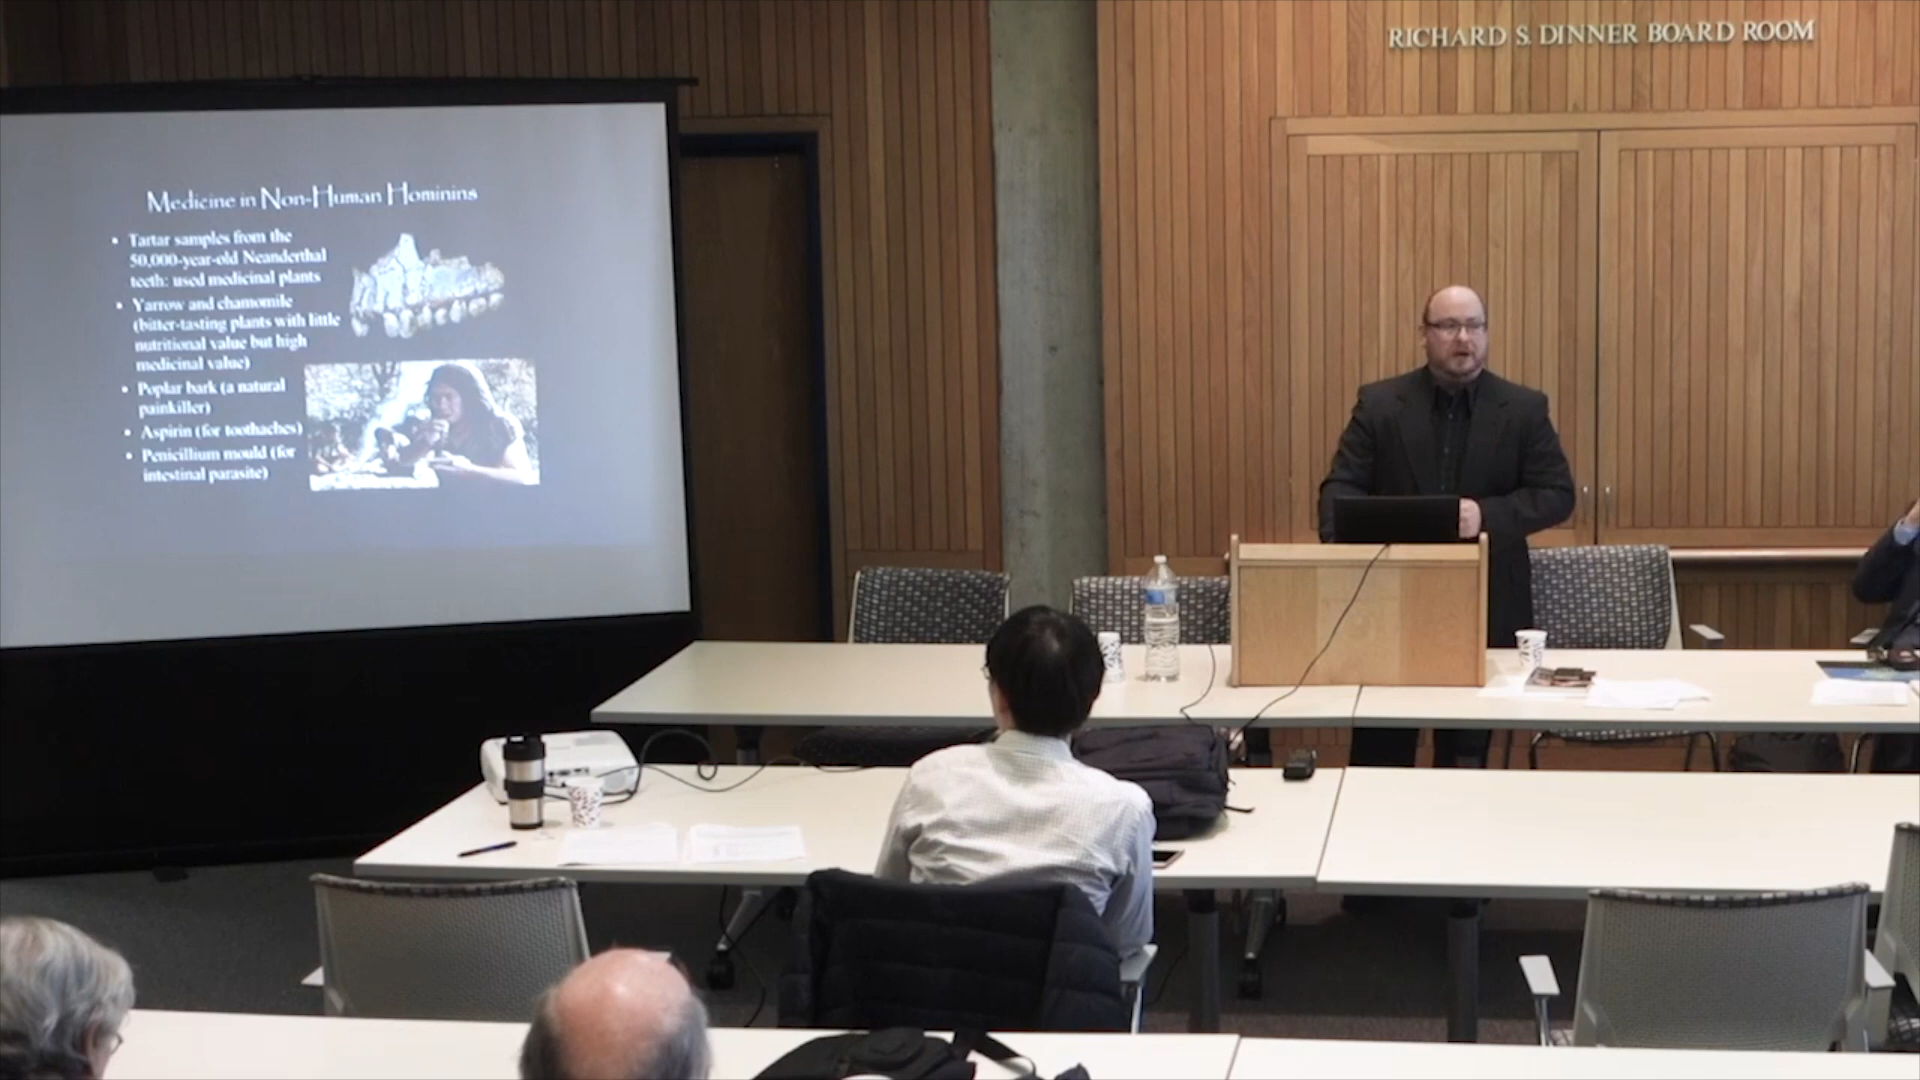 RICHARD S. DINNER BOARD ROOM
Medicine in Non-Human Hominins
• Tartar samples from the
50,000-year-old Neanderthal
teeth: used medicinal plants
• Yarrow and chamomile
(bitter-tasting plants with little
nutritional value but high
medicinal value)
• Poplar bark (a natural
painkiller)
• Aspirin (for toothaches)
• Penicillium mould (for
intestinal parasite)